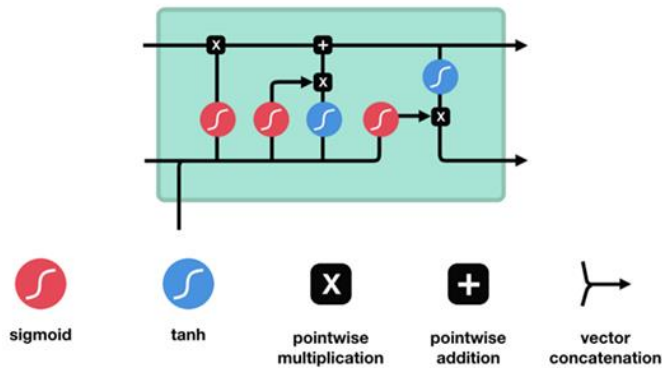 X
+
X
X
X
+
sigmoid
tanh
pointwise
multiplication
pointwise
addition
vector
concatenation